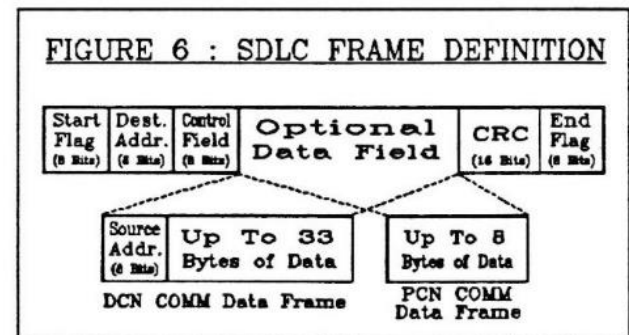 FIGURE 6 : SDLC FRAME DEFINITION
Start Flag (8 Bits)
Dest. Addr. (8 Bits)
Control Field (8 Bits)
Optional Data Field
CRC (16 Bits)
End Flag (8 Bits)
Source Addr. (8 Bits)
Up To 33 Bytes of Data
Up To 8 Bytes of Data
DCN COMM Data Frame
PCN COMM Data Frame